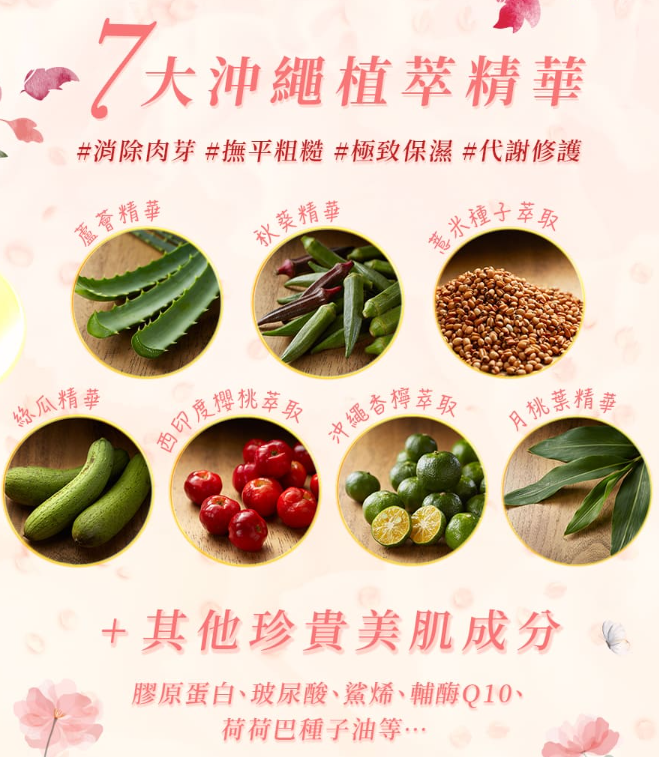 7大沖繩植萃精華
#消除肉芽 #撫平粗糙 #極致保濕 #代謝修護
蘆薈精華
秋葵精華
薏米種子萃取
絲瓜精華
西印度櫻桃萃取
沖繩香檸萃取
月桃葉精華
+其他珍貴美肌成分
膠原蛋白、玻尿酸、鯊烯、輔酶Q10、
荷荷巴種子油等…